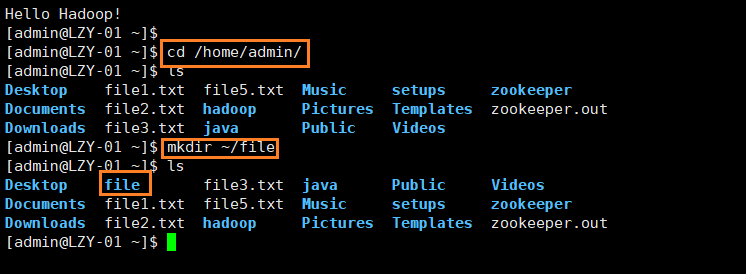 Hello Hadoop!
[admin@LZY-01 ~]$
[admin@LZY-01 ~]$ cd /home/admin/
[admin@LZY-01 ~]$ ls
Desktop    file1.txt  file5.txt  Music     setups     zookeeper
Documents  file2.txt  hadoop     Pictures  Templates  zookeeper.out
Downloads  file3.txt  java       Public    Videos
[admin@LZY-01 ~]$ mkdir ~/file
[admin@LZY-01 ~]$ ls
Desktop    file       file3.txt  java      Public     Videos
Documents  file1.txt  file5.txt  Music     setups     zookeeper
Downloads  file2.txt  hadoop     Pictures  Templates  zookeeper.out
[admin@LZY-01 ~]$